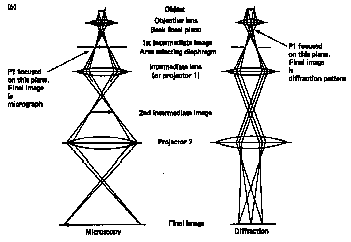 (b)
Object
Objective lens
Back focal plane
1st intermediate image
Area selecting diaphragm
Intermediate lens
(or projector 1)
P1 focused
on this plane.
Final image
is
micrograph
P1 focused
on this plane.
Final image
is
diffraction pattern
2nd intermediate image
Projector 2
Final image
Microscopy
Diffraction